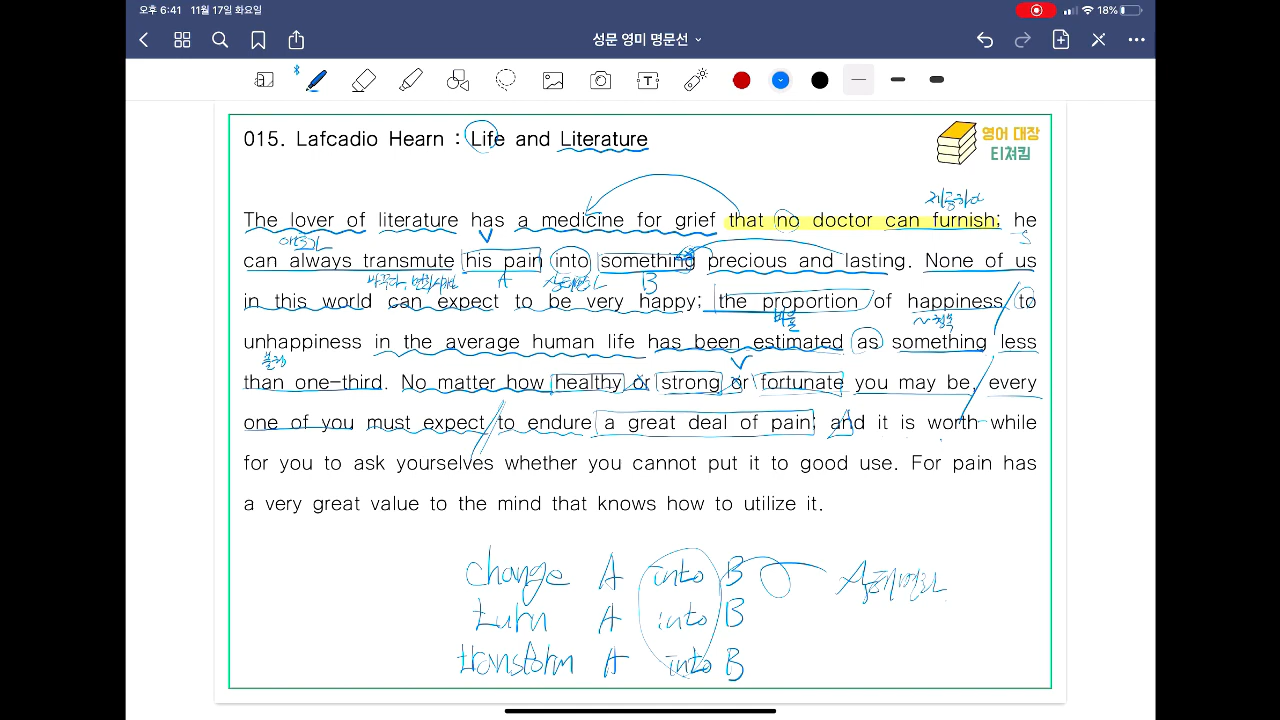 오후 6:41 11월 17일 화요일
18%
성문 영미 명문선
015. Lafcadio Hearn : Life and Literature
영어 대장
티쳐킴
제공하다
The lover of literature has a medicine for grief that no doctor can furnish; he
can always transmute his pain into something precious and lasting. None of us
바꾸다, 변화시키다 A B
in this world can expect to be very happy; the proportion of happiness to
비율 ~행복
unhappiness in the average human life has been estimated as something less
불행
than one-third. No matter how healthy or strong or fortunate you may be, every
one of you must expect to endure a great deal of pain; and it is worth while
for you to ask yourselves whether you cannot put it to good use. For pain has
a very great value to the mind that knows how to utilize it.
change A into B 상태변화
turn A into B
transform A into B